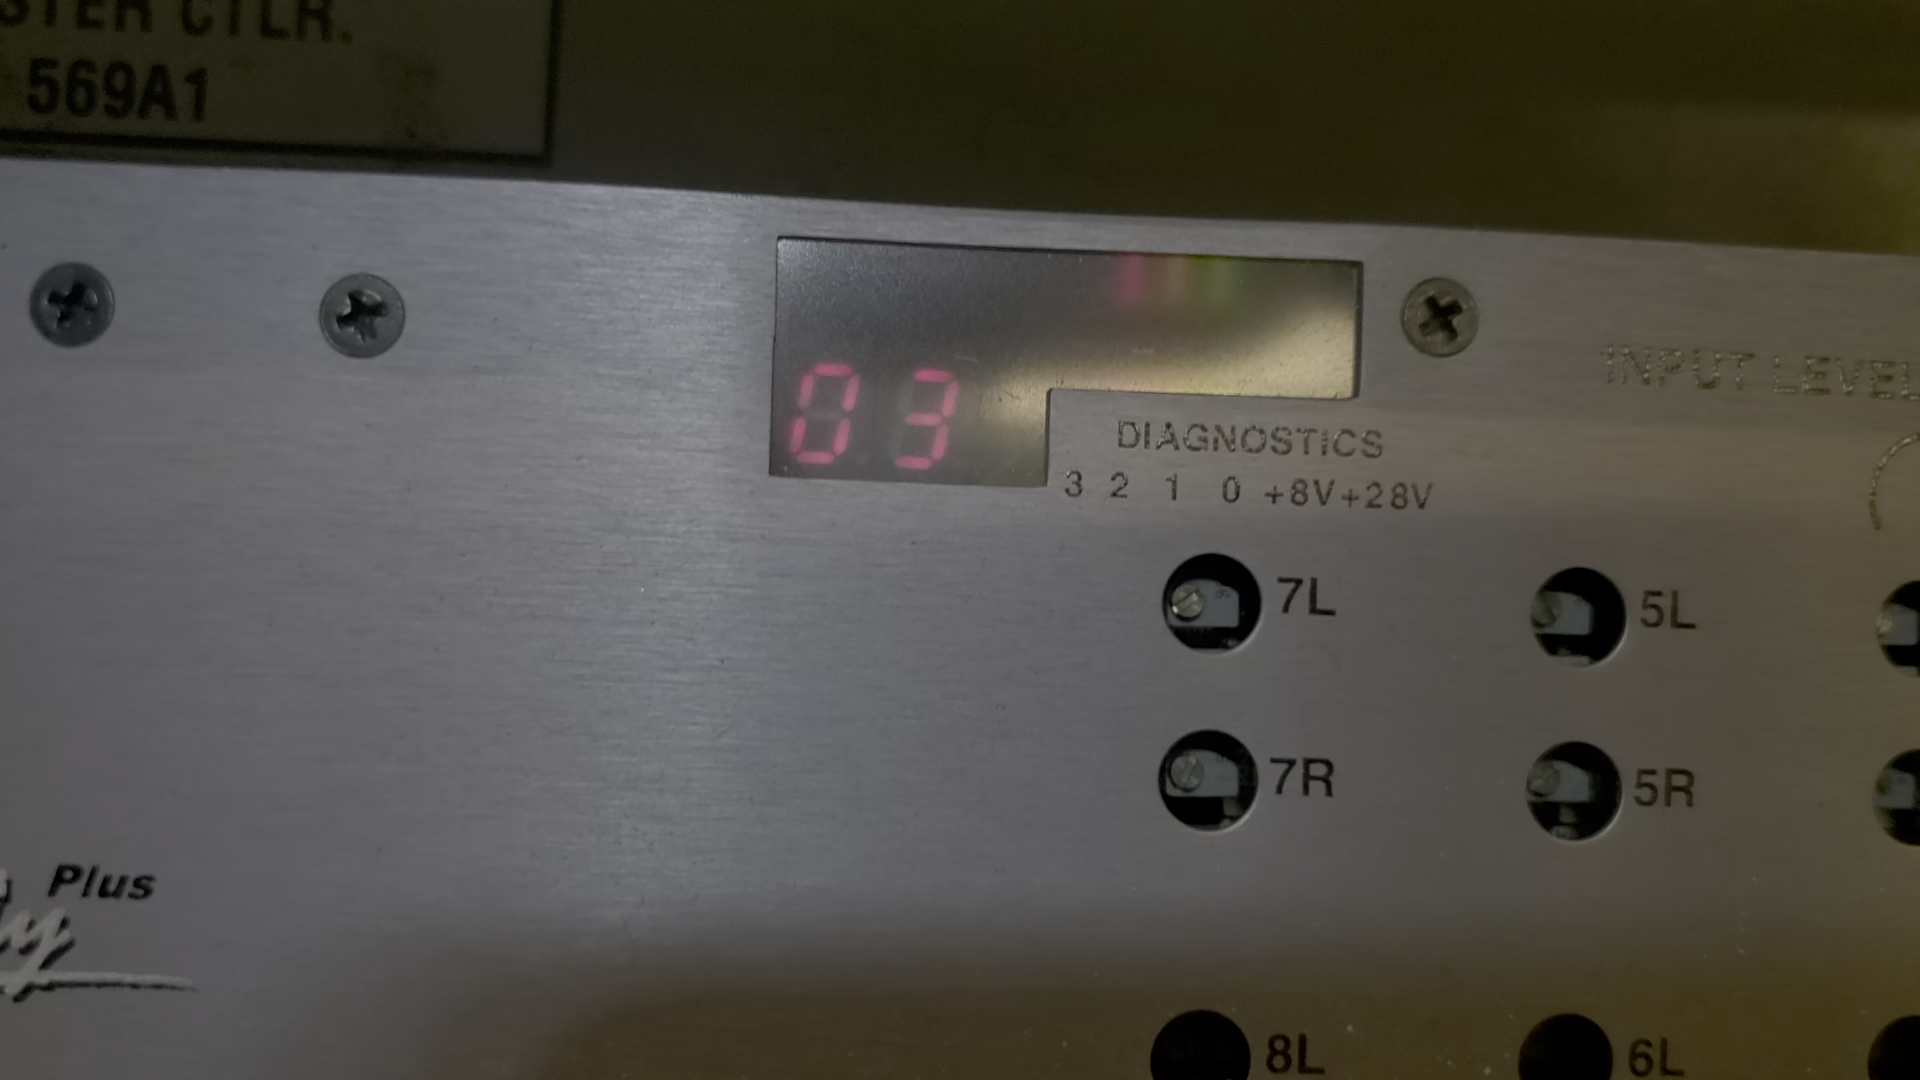 STER CTLR.
569A1
INPUT LEVEL
03
DIAGNOSTICS
3 2 1 0 +8V+28V
7L 5L
7R 5R
Plus
8L 6L